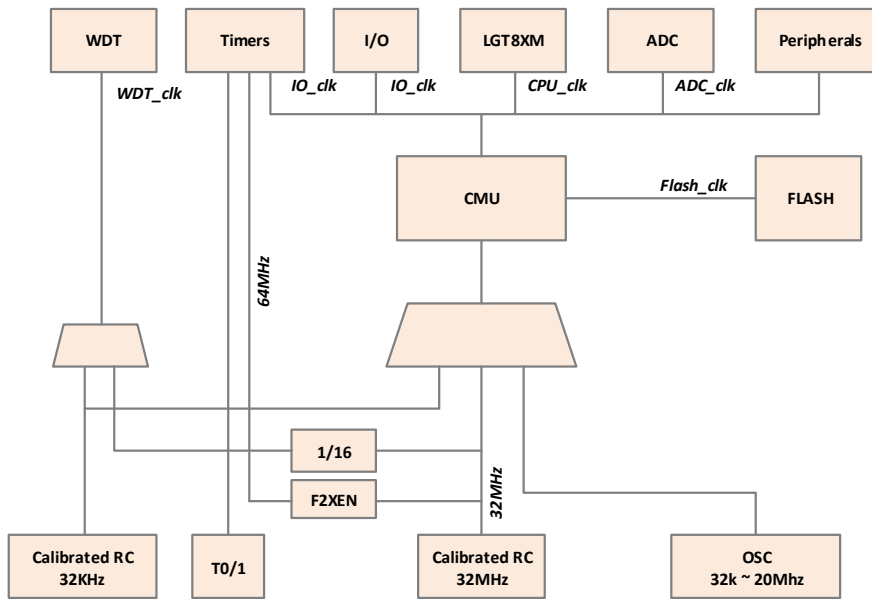 WDT
Timers
I/O
LGT8XM
ADC
Peripherals
WDT_clk
IO_clk
IO_clk
CPU_clk
ADC_clk
CMU
Flash_clk
FLASH
64MHz
1/16
F2XEN
32MHz
Calibrated RC
32KHz
T0/1
Calibrated RC
32MHz
OSC
32k ~ 20Mhz